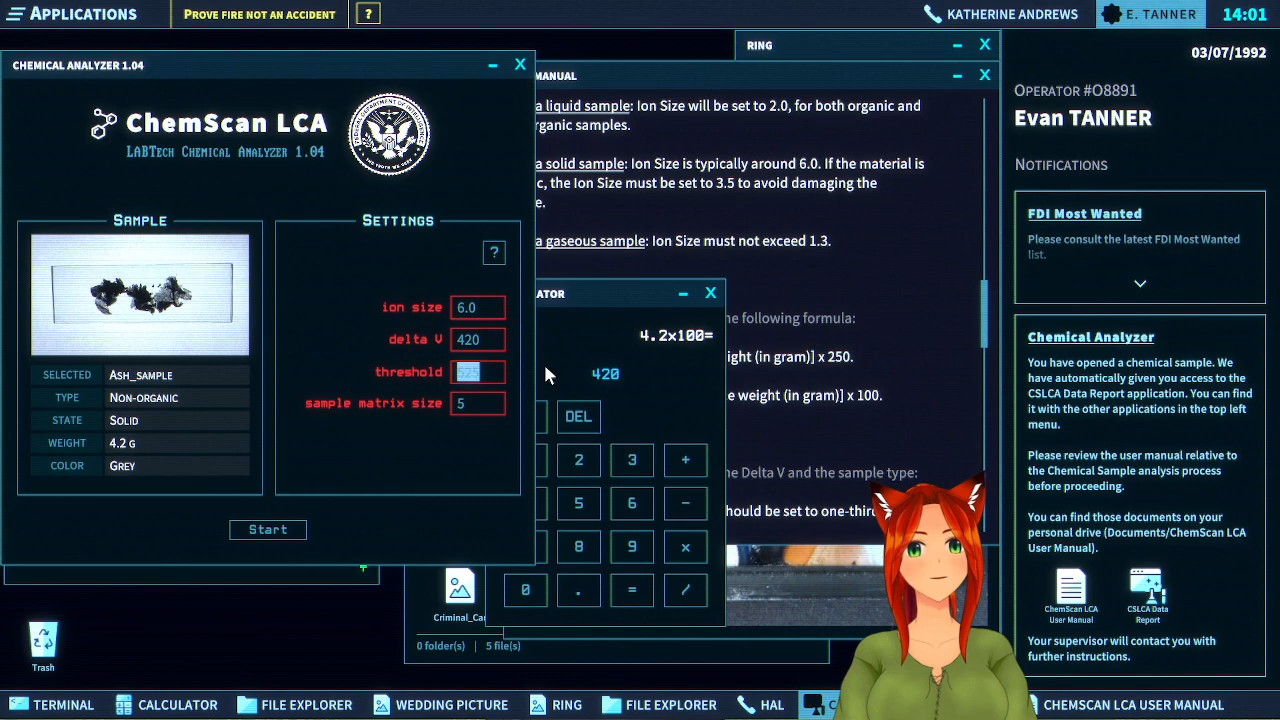 APPLICATIONS
PROVE FIRE NOT AN ACCIDENT
?
KATHERINE ANDREWS
E. TANNER
14:01
CHEMICAL ANALYZER 1.04
– X
ChemScan LCA
LABTech Chemical Analyzer 1.04
SAMPLE
SELECTED ASH_SAMPLE
TYPE NON-ORGANIC
STATE SOLID
WEIGHT 4.2 G
COLOR GREY
SETTINGS
?
ion size 6.0
delta V 420
threshold
sample matrix size 5
Start
RING
– X
MANUAL
– X
a liquid sample: Ion Size will be set to 2.0, for both organic and
rganic samples.
a solid sample: Ion Size is typically around 6.0. If the material is
c, the Ion Size must be set to 3.5 to avoid damaging the
e.
a gaseous sample: Ion Size must not exceed 1.3.
he following formula:
ight (in gram)] x 250.
e weight (in gram)] x 100.
he Delta V and the sample type:
hould be set to one-thir
ATOR
– X
4.2x100=
420
DEL
2 3 +
5 6 -
8 9 x
0 . = /
Criminal_Ca
0 folder(s) | 5 file(s)
Trash
03/07/1992
OPERATOR #O8891
Evan TANNER
NOTIFICATIONS
FDI Most Wanted
Please consult the latest FDI Most Wanted
list.
Chemical Analyzer
You have opened a chemical sample. We
have automatically given you access to the
CSLCA Data Report application. You can find
it with the other applications in the top left
menu.
Please review the user manual relative to
the Chemical Sample analysis process
before proceeding.
You can find those documents on your
personal drive (Documents/ChemScan LCA
User Manual).
ChemScan LCA
User Manual
CSLCA Data
Report
Your supervisor will contact you with
further instructions.
TERMINAL
CALCULATOR
FILE EXPLORER
WEDDING PICTURE
RING
FILE EXPLORER
HAL
C
CHEMSCAN LCA USER MANUAL